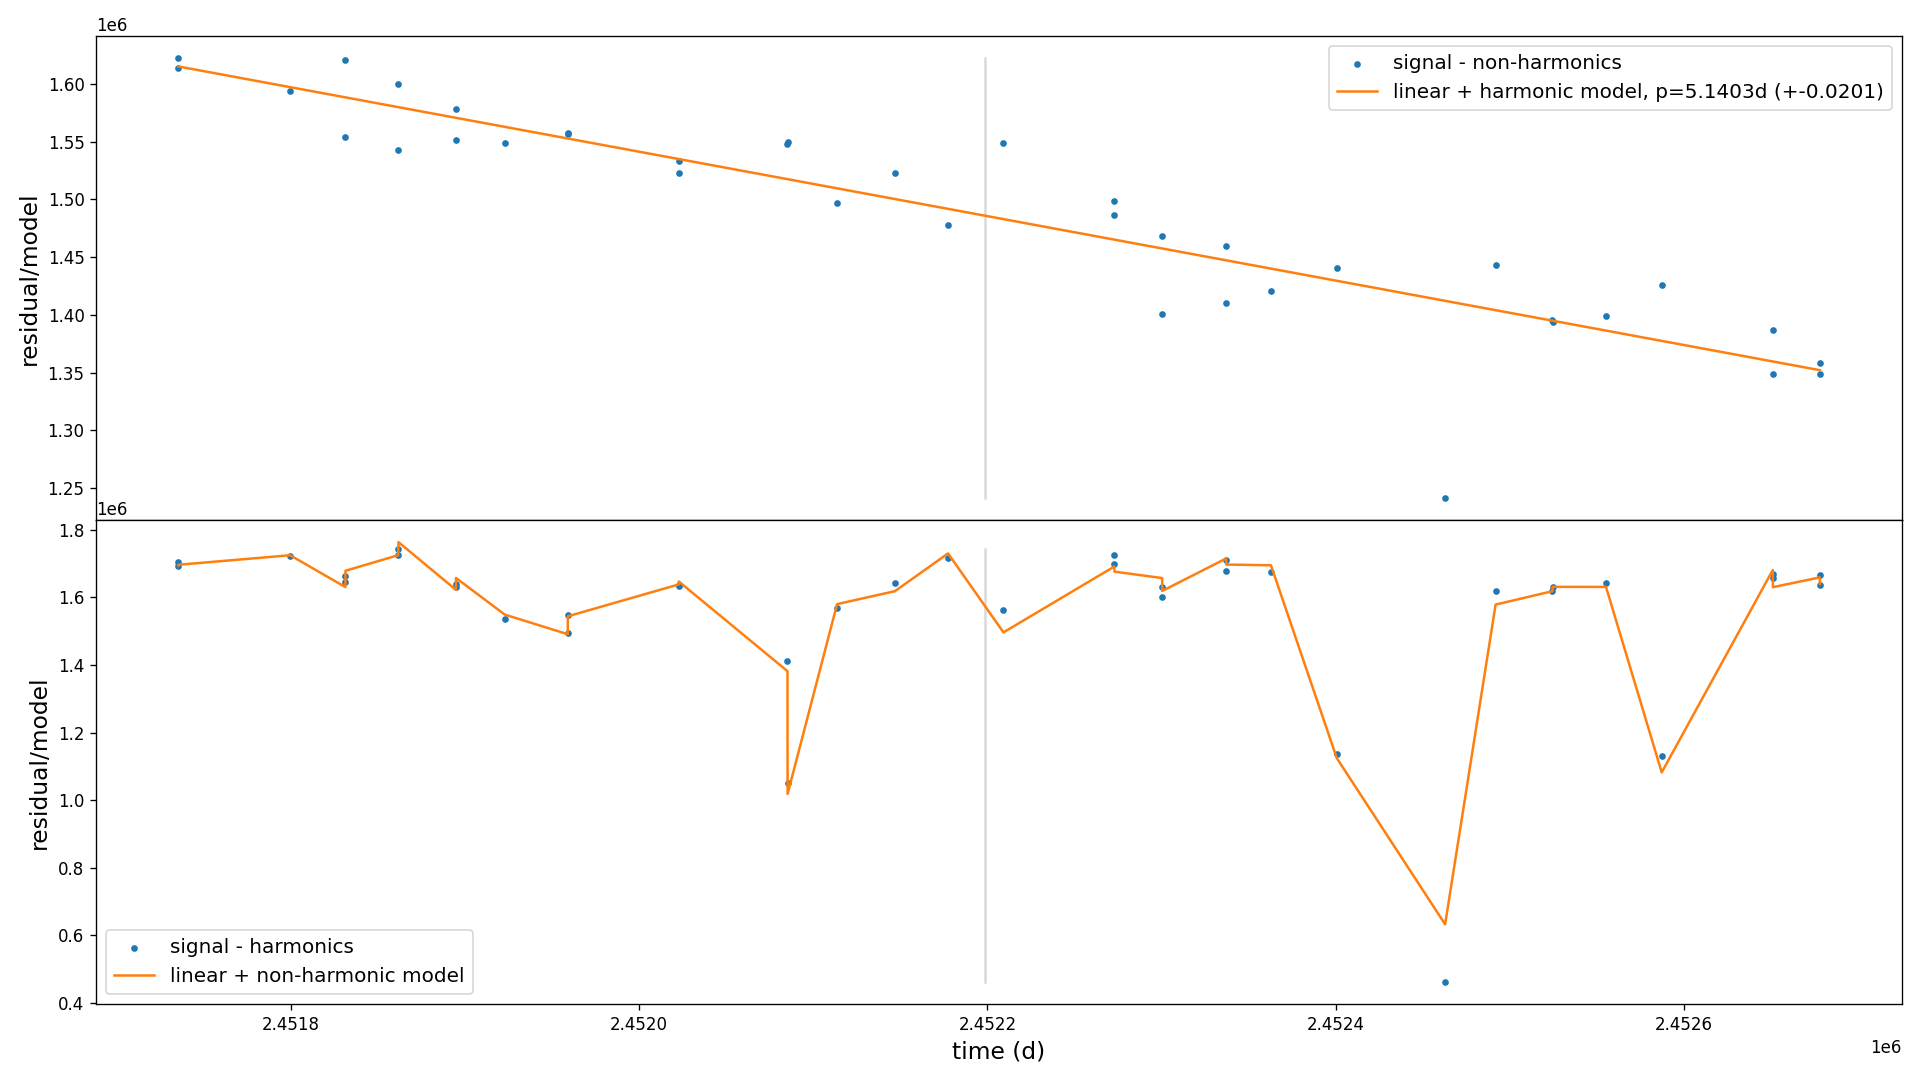 1e6
1.60
1.55
1.50
1.45
1.40
1.35
1.30
1.25
residual/model
signal - non-harmonics
linear + harmonic model, p=5.1403d (+-0.0201)
1e6
1.8
1.6
1.4
1.2
1.0
0.8
0.6
0.4
residual/model
signal - harmonics
linear + non-harmonic model
2.4518 2.4520 2.4522 2.4524 2.4526
time (d)
1e6